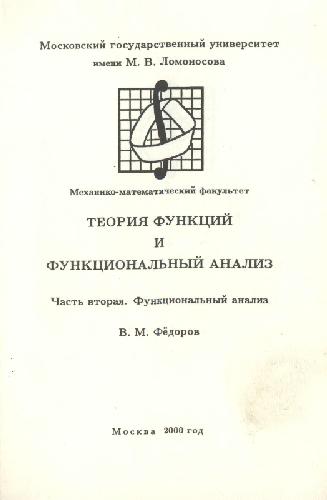 Московский государственный университет
имени М. В. Ломоносова
Механико-математический факультет
ТЕОРИЯ ФУНКЦИЙ
И
ФУНКЦИОНАЛЬНЫЙ АНАЛИЗ
Часть вторая. Функциональный анализ
В. М. Фёдоров
Москва 2000 год